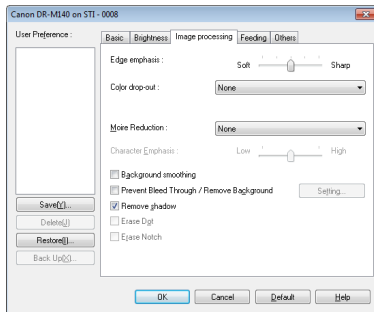 Canon DR-M140 on STI - 0008
User Preference :
Basic Brightness Image processing Feeding Others
Edge emphasis : Soft Sharp
Color drop-out : None
Moire Reduction : None
Character Emphasis : Low High
Background smoothing
Prevent Bleed Through / Remove Background Setting...
Save(Y)...
Remove shadow
Delete(J)
Erase Dot
Restore(I)...
Erase Notch
Back Up(K)...
OK Cancel Default Help